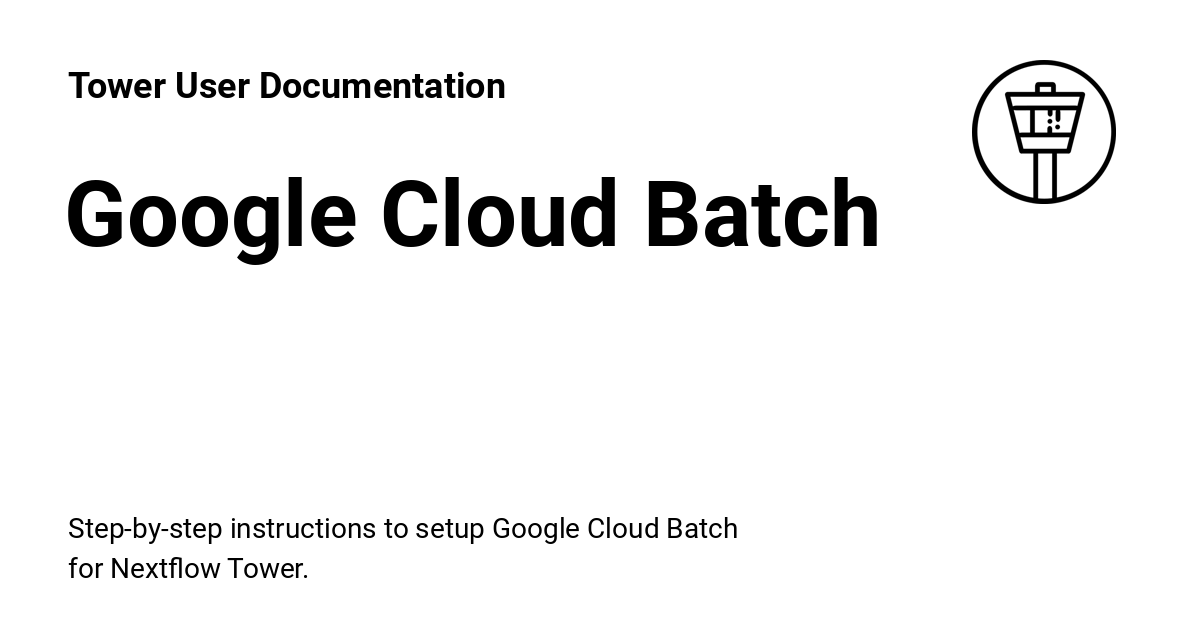 Tower User Documentation
Google Cloud Batch
Step-by-step instructions to setup Google Cloud Batch
for Nextflow Tower.